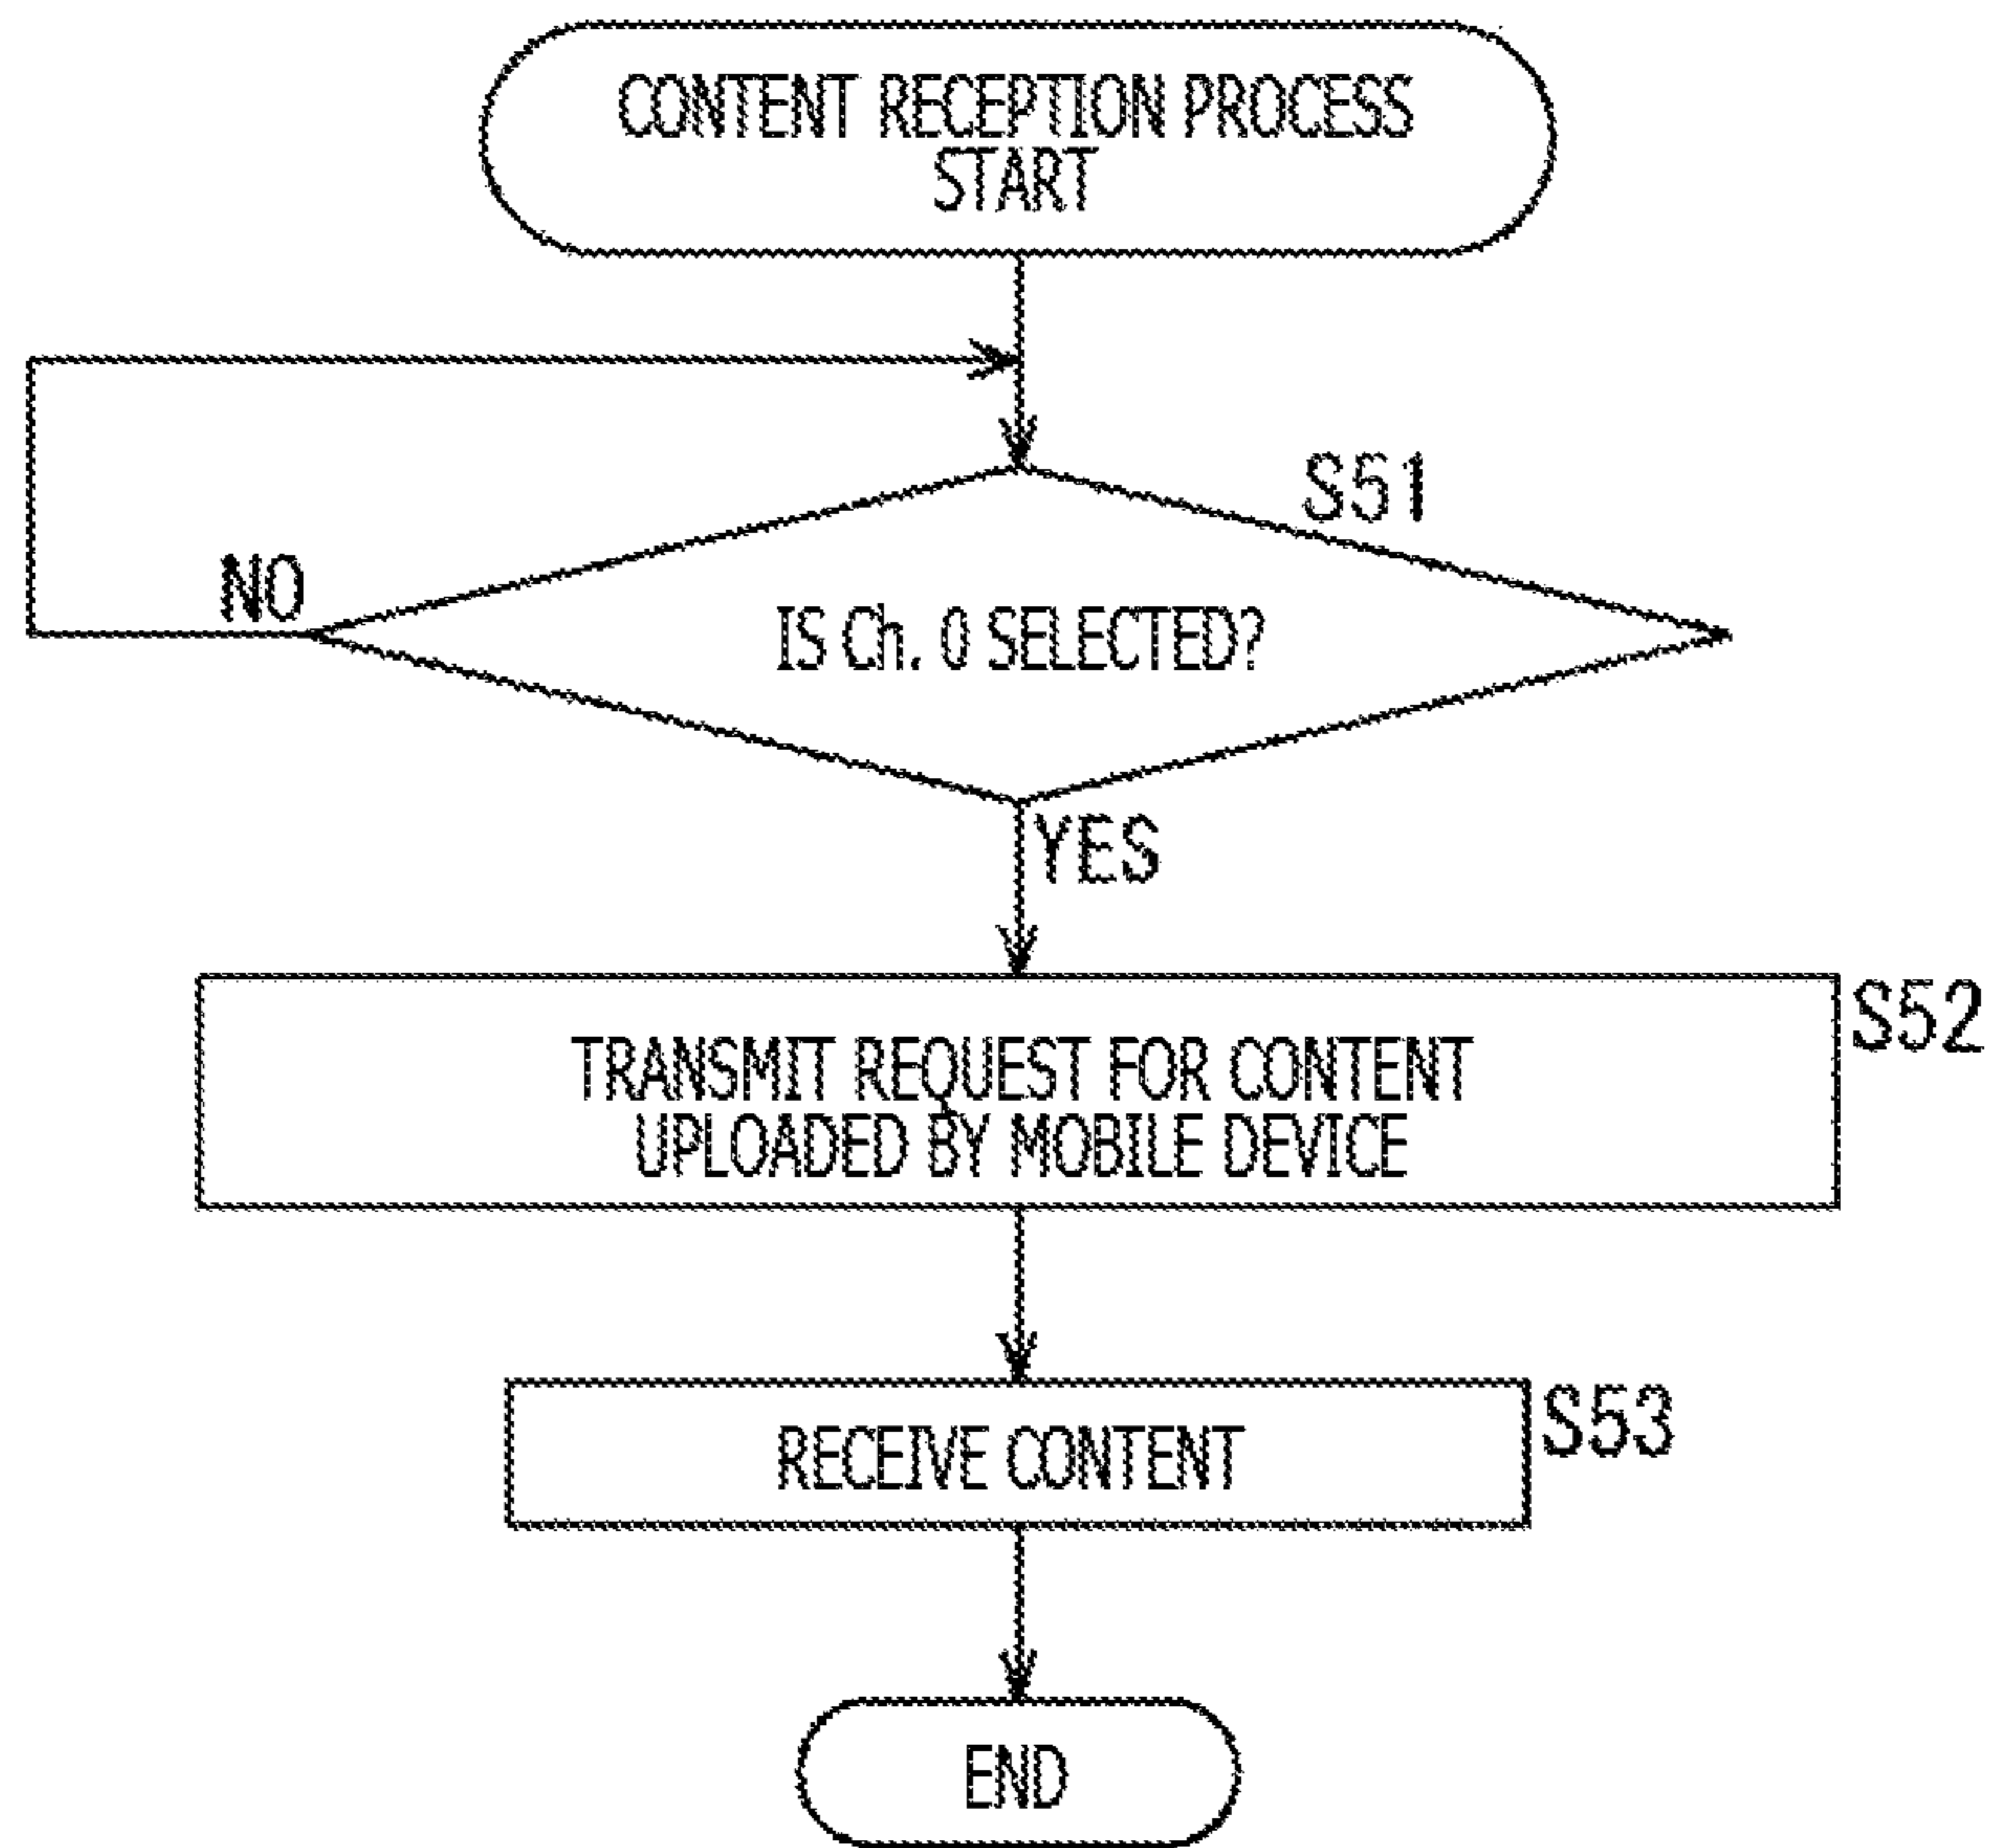 CONTENT RECEPTION PROCESS
START
S51
NO
IS Ch. 0 SELECTED?
YES
S52
TRANSMIT REQUEST FOR CONTENT
UPLOADED BY MOBILE DEVICE
S53
RECEIVE CONTENT
END